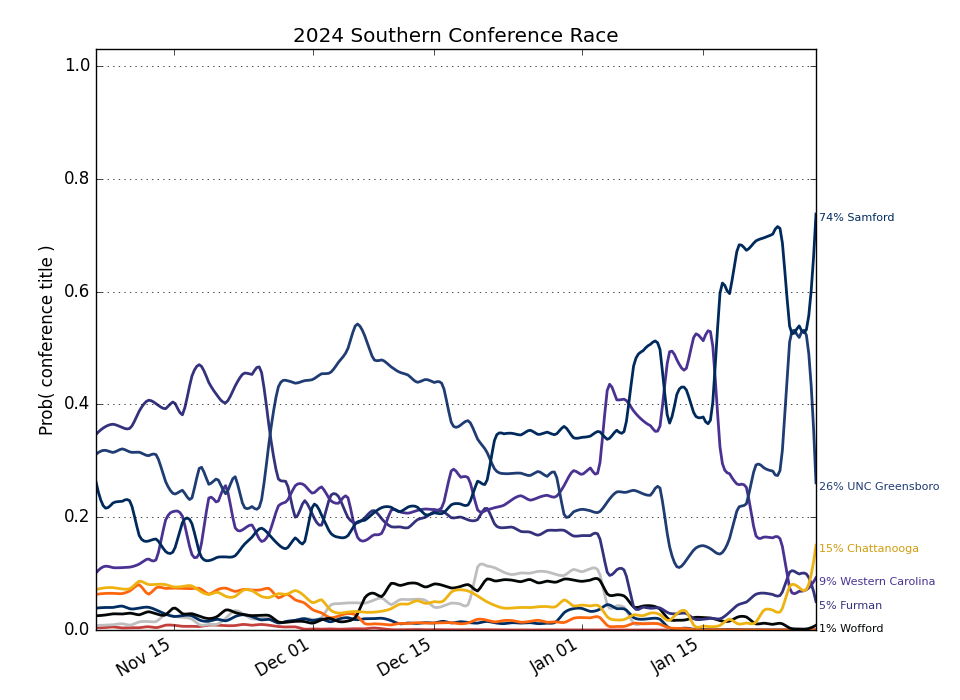 2024 Southern Conference Race
Prob( conference title )
1.0
0.8
0.6
0.4
0.2
0.0
Nov 15
Dec 01
Dec 15
Jan 01
Jan 15
74% Samford
26% UNC Greensboro
15% Chattanooga
9% Western Carolina
5% Furman
1% Wofford